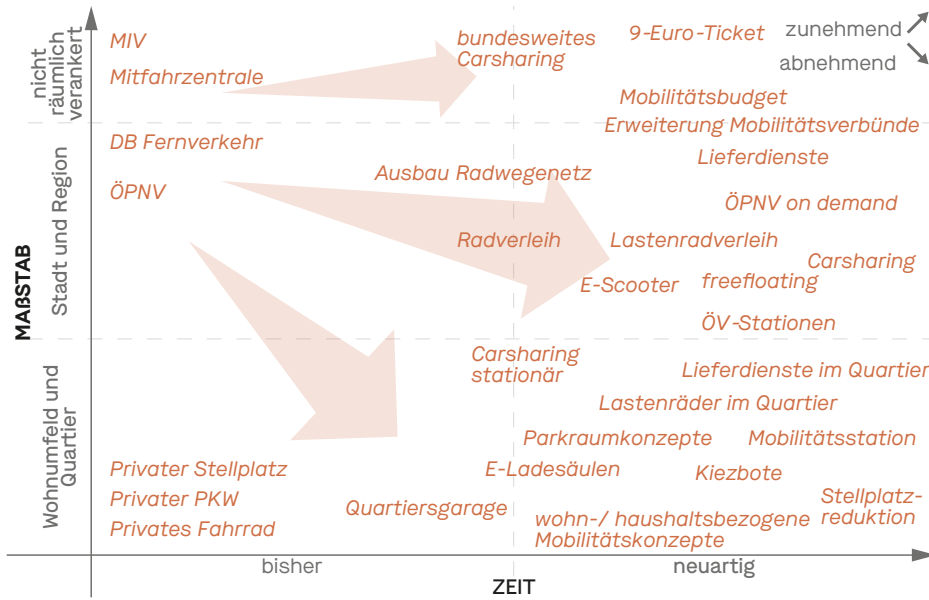 MIV
Mitfahrzentrale
bundesweites
Carsharing
9-Euro-Ticket
zunehmend
abnehmend
Mobilitätsbudget
Erweiterung Mobilitätsverbünde
nicht
räumlich
verankert
DB Fernverkehr
ÖPNV
Ausbau Radwegenetz
Lieferdienste
ÖPNV on demand
Radverleih
Lastenradverleih
Carsharing
E-Scooter
freefloating
ÖV-Stationen
Stadt und Region
MAßSTAB
Carsharing
stationär
Lieferdienste im Quartier
Lastenräder im Quartier
Parkraumkonzepte
Mobilitätsstation
Privater Stellplatz
E-Ladesäulen
Kiezbote
Privater PKW
Quartiersgarage
Stellplatz-
reduktion
Privates Fahrrad
wohn-/ haushaltsbezogene
Mobilitätskonzepte
Wohnumfeld und
Quartier
bisher
neuartig
ZEIT